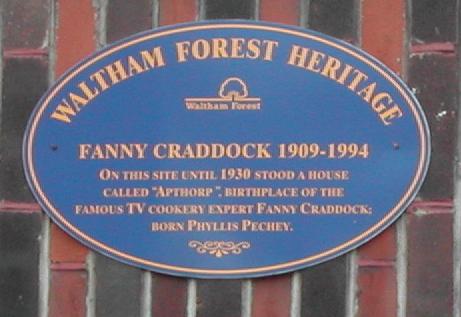 WALTHAM FOREST HERITAGE
Waltham Forest
FANNY CRADDOCK 1909-1994
ON THIS SITE UNTIL 1930 STOOD A HOUSE
CALLED "APTHORP", BIRTHPLACE OF THE
FAMOUS TV COOKERY EXPERT FANNY CRADDOCK:
BORN PHYLLIS PECHEY.